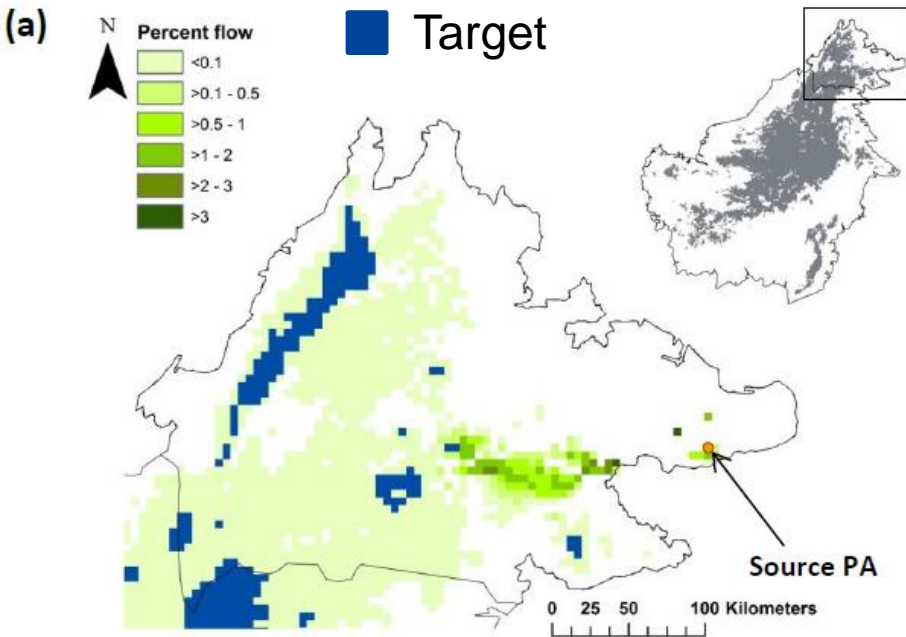 (a)
N
Percent flow
<0.1
>0.1 - 0.5
>0.5 - 1
>1 - 2
>2 - 3
>3
Target
Source PA
0 25 50 100 Kilometers